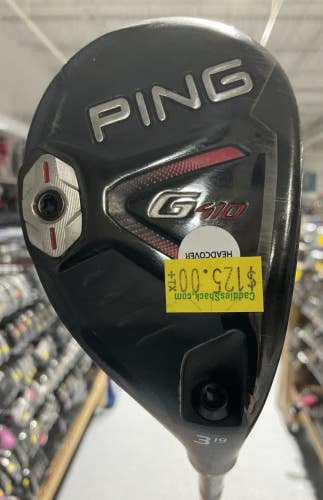 PING
G410
HEADCOVER
$125.00
+TX
CaddiesShack.com
3 19